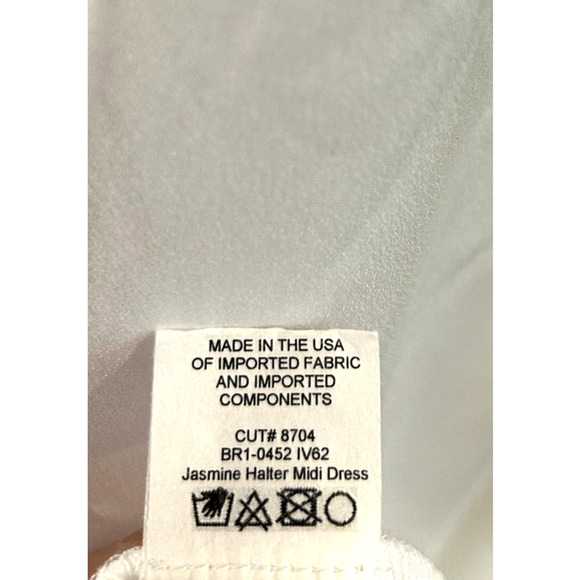 MADE IN THE USA
OF IMPORTED FABRIC
AND IMPORTED
COMPONENTS
CUT# 8704
BR1-0452 IV62
Jasmine Halter Midi Dress